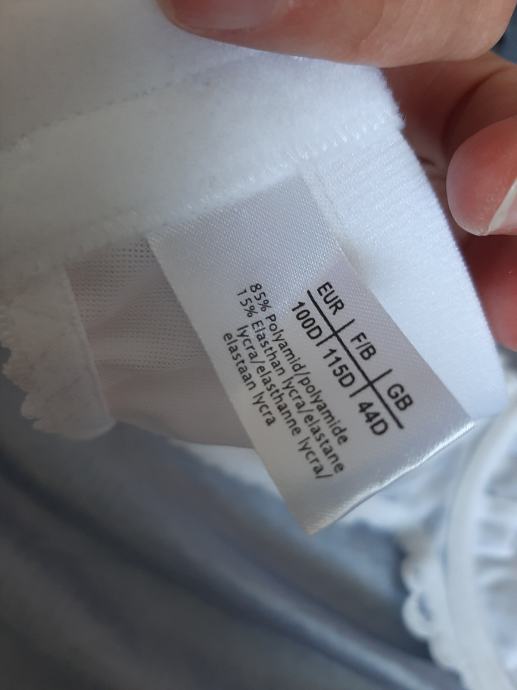 EUR | F/B | GB
100D | 115D | 44D
85% Polyamid/polyamide
15% Elasthan lycra/elastane
lycra/elasthanne lycra/
elastaan lycra